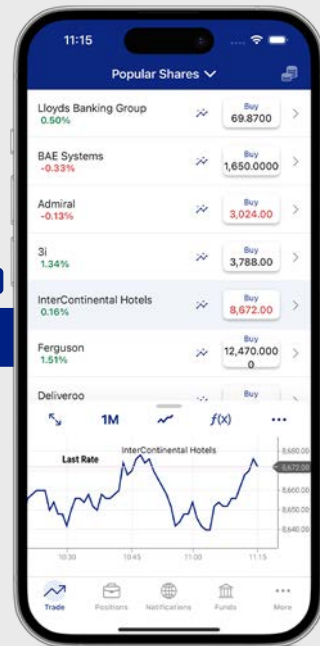 11:15
Popular Shares
Lloyds Banking Group
0.50%
Buy
69.8700
BAE Systems
-0.33%
Buy
1,650.0000
Admiral
-0.13%
Buy
3,024.00
3i
1.34%
Buy
3,788.00
InterContinental Hotels
0.16%
Buy
8,672.00
Ferguson
1.51%
Buy
12,470.000
0
Deliveroo
Buy
1M
f(x)
Last Rate
InterContinental Hotels
8,680.00
8,672.00
8,660.00
8,650.00
8,640.00
10:30
10:45
11:00
11:15
Trade
Positions
Notifications
Funds
More